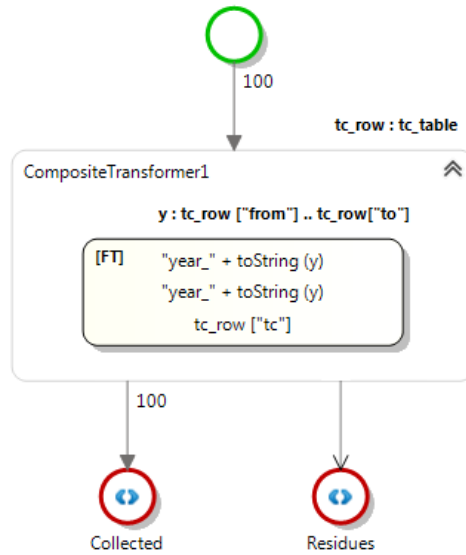 100
tc_row : tc_table
CompositeTransformer1
y : tc_row ["from"] .. tc_row["to"]
[FT] "year_" + toString (y)
"year_" + toString (y)
tc_row ["tc"]
100
Collected Residues